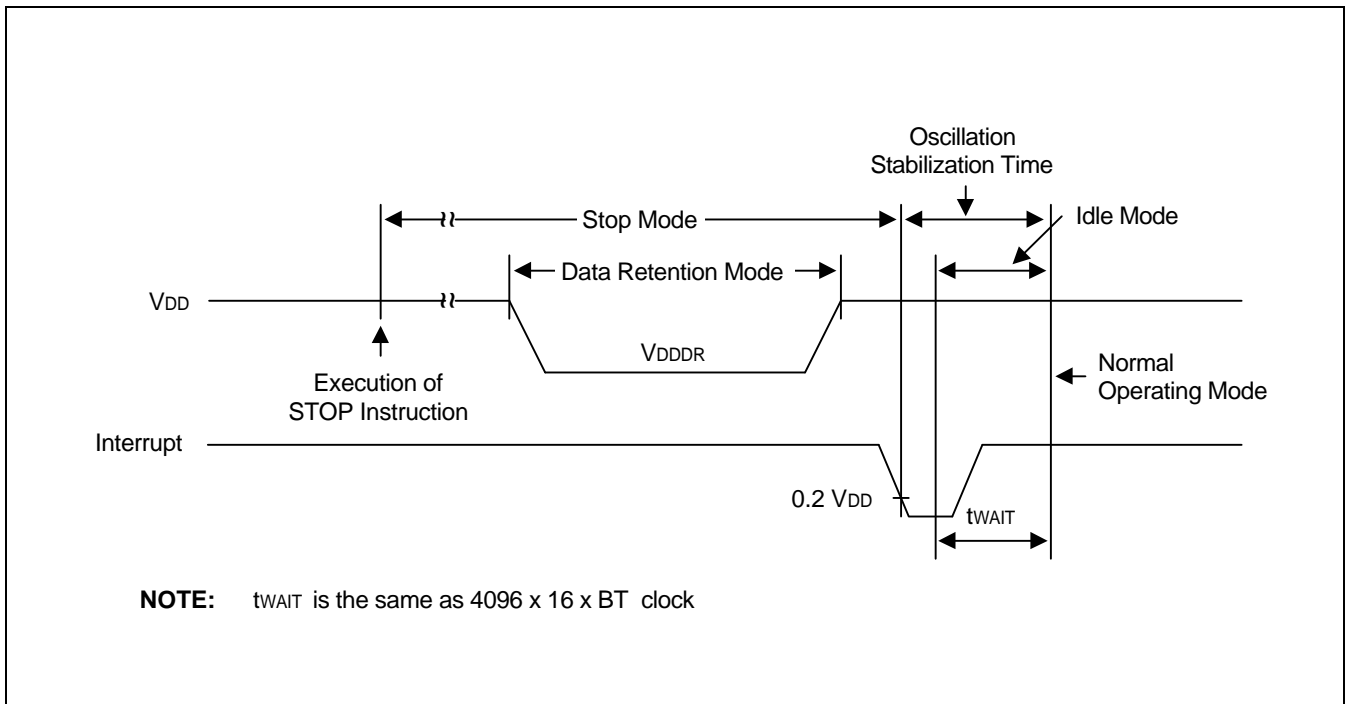 Oscillation
Stabilization Time
Idle Mode
Stop Mode
Data Retention Mode
VDD
VDDDR
Execution of
STOP Instruction
Normal
Operating Mode
Interrupt
0.2 VDD
tWAIT
NOTE: tWAIT is the same as 4096 x 16 x BT clock